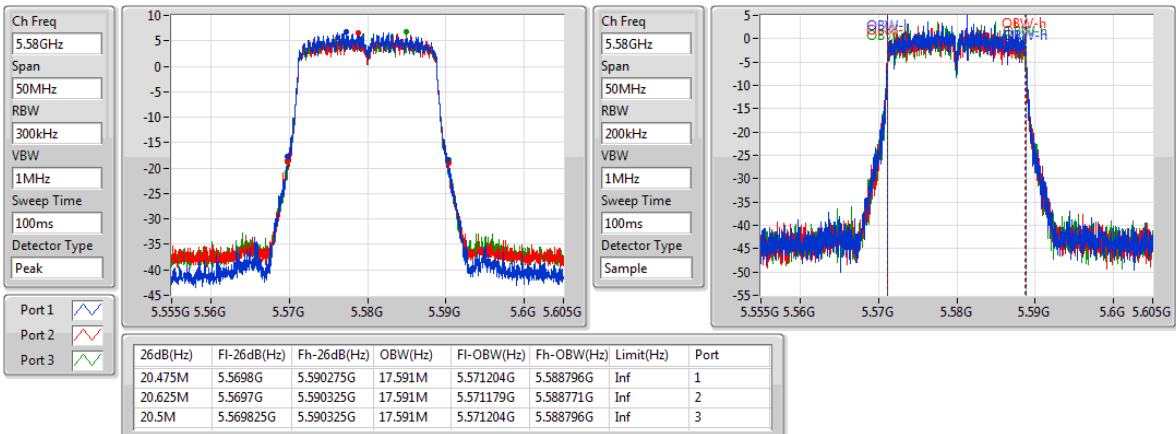 Ch Freq
5.58GHz
Span
50MHz
RBW
300kHz
VBW
1MHz
Sweep Time
100ms
Detector Type
Peak
Port 1
Port 2
Port 3
10
5
0
-5
-10
-15
-20
-25
-30
-35
-40
-45
5.555G 5.56G 5.57G 5.58G 5.59G 5.6G 5.605G
Ch Freq
5.58GHz
Span
50MHz
RBW
200kHz
VBW
1MHz
Sweep Time
100ms
Detector Type
Sample
OBW-h
5
0
-5
-10
-15
-20
-25
-30
-35
-40
-45
-50
-55
5.555G 5.56G 5.57G 5.58G 5.59G 5.6G 5.605G
26dB(Hz) Fl-26dB(Hz) Fh-26dB(Hz) OBW(Hz) Fl-OBW(Hz) Fh-OBW(Hz) Limit(Hz) Port
20.475M 5.5698G 5.590275G 17.591M 5.571204G 5.588796G Inf 1
20.625M 5.5697G 5.590325G 17.591M 5.571179G 5.588771G Inf 2
20.5M 5.569825G 5.590325G 17.591M 5.571204G 5.588796G Inf 3